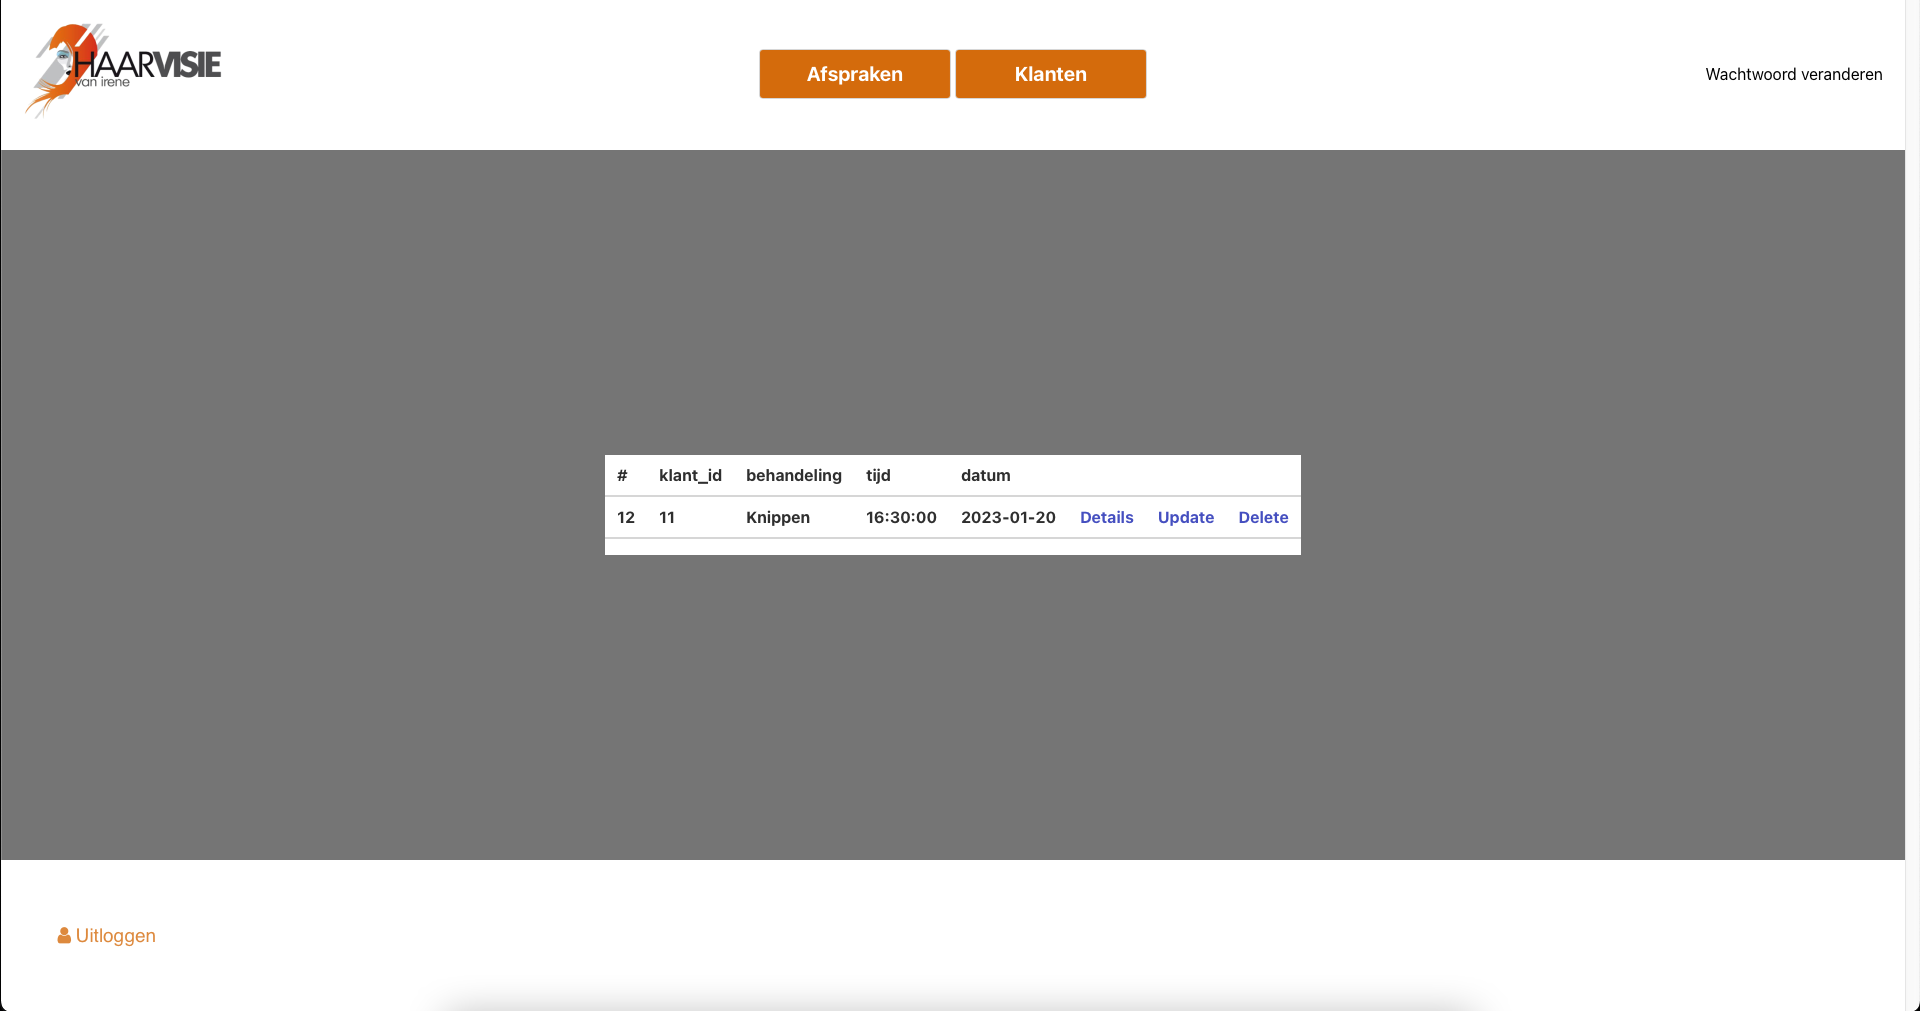 HAARVISIE
van irene
Afspraken
Klanten
Wachtwoord veranderen
# klant_id behandeling tijd datum
12 11 Knippen 16:30:00 2023-01-20 Details Update Delete
Uitloggen